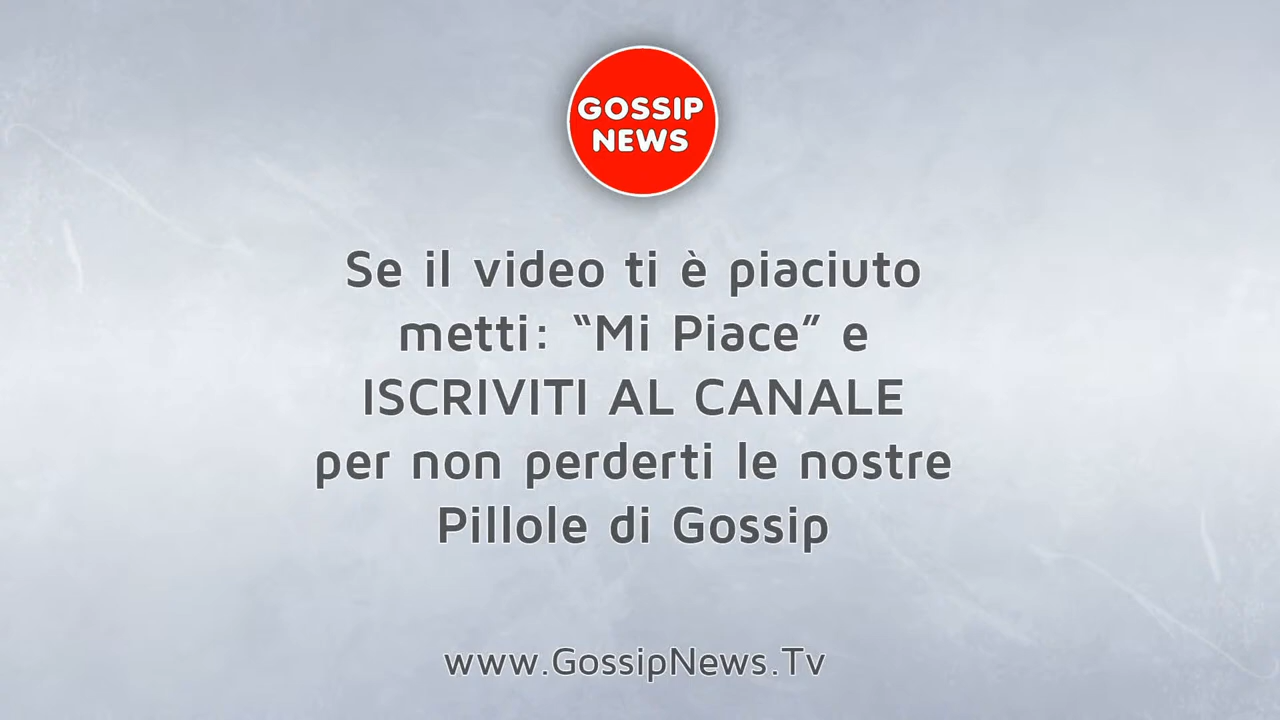 GOSSIP
NEWS
Se il video ti è piaciuto
metti: “Mi Piace” e
ISCRIVITI AL CANALE
per non perderti le nostre
Pillole di Gossip
www.GossipNews.Tv